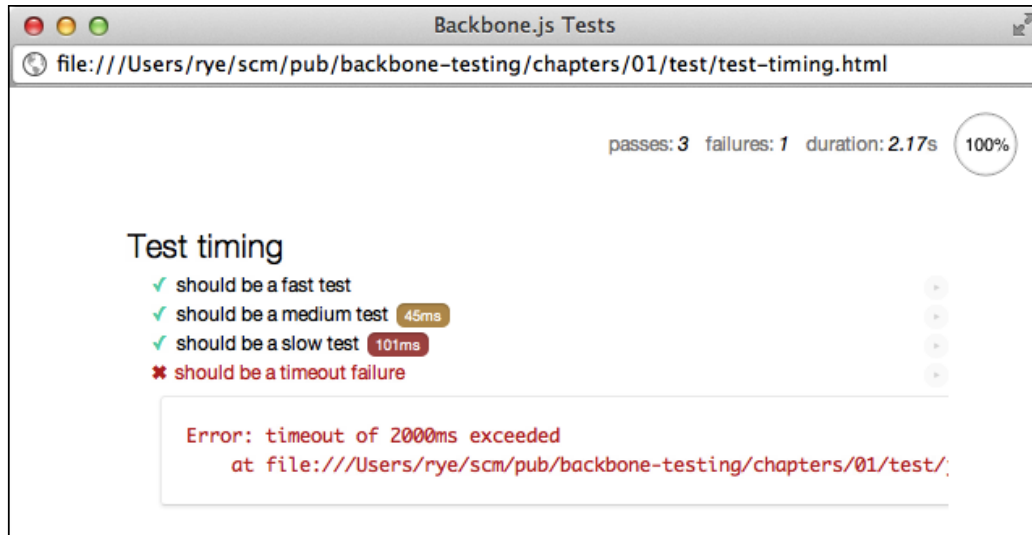 Backbone.js Tests
file:///Users/rye/scm/pub/backbone-testing/chapters/01/test/test-timing.html
passes: 3 failures: 1 duration: 2.17s 100%
Test timing
✓ should be a fast test
✓ should be a medium test 45ms
✓ should be a slow test 101ms
✖ should be a timeout failure
Error: timeout of 2000ms exceeded
at file:///Users/rye/scm/pub/backbone-testing/chapters/01/test/